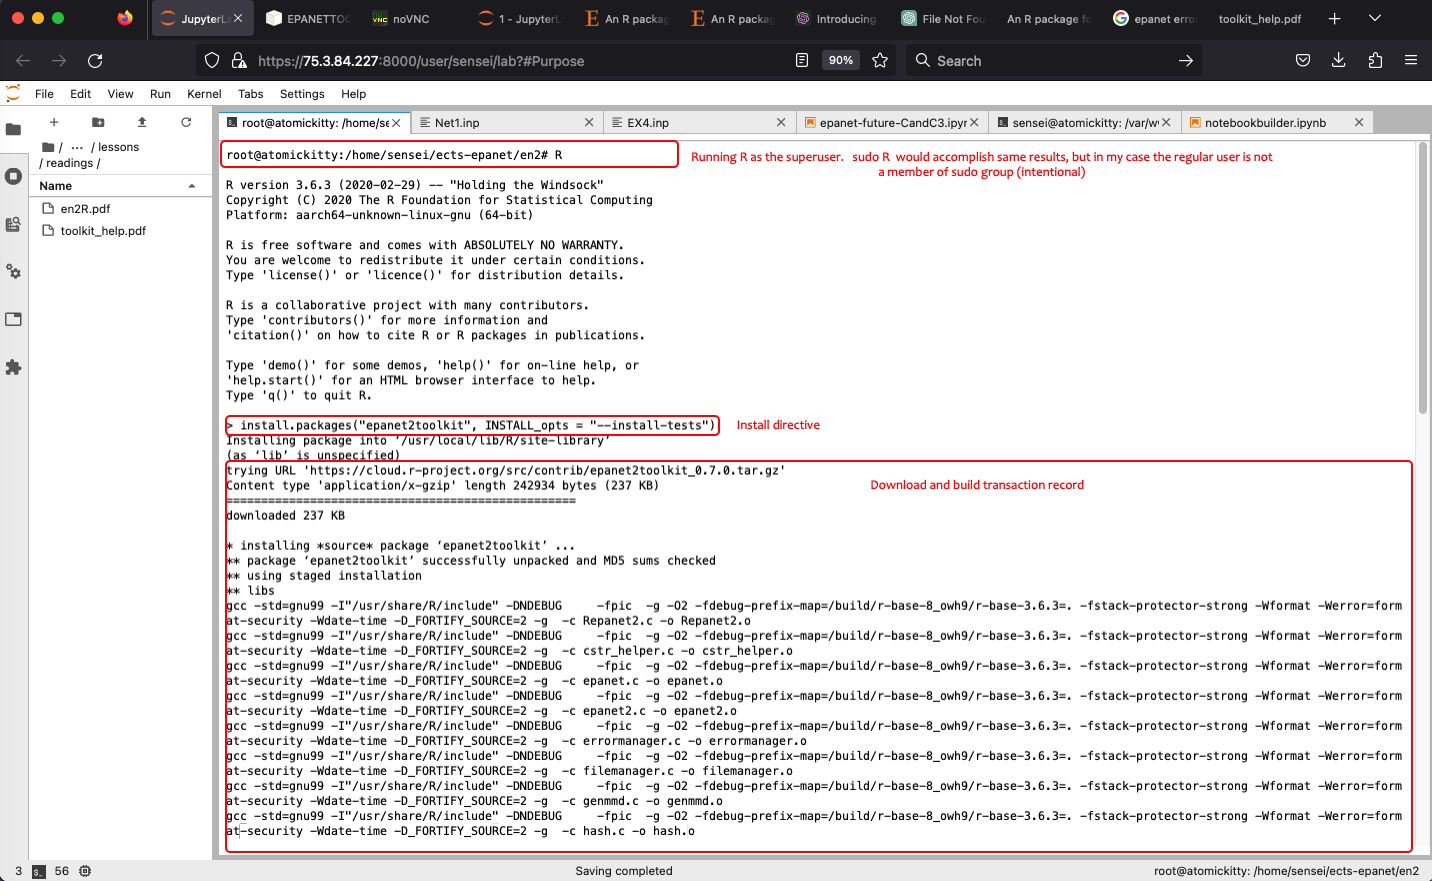 JupyterL
EPANETTOO
noVNC
1 - JupyterL
An R packag
An R packag
Introducing
File Not Fou
An R package fo
epanet erro
toolkit_help.pdf
https://75.3.84.227:8000/user/sensei/lab?#Purpose
90%
Search
File Edit View Run Kernel Tabs Settings Help
root@atomickitty: /home/se
Net1.inp
EX4.inp
epanet-future-CandC3.ipyn
sensei@atomickitty: /var/w
notebookbuilder.ipynb
/ ... / lessons
/ readings /
Name
en2R.pdf
toolkit_help.pdf
root@atomickitty:/home/sensei/ects-epanet/en2# R
Running R as the superuser. sudo R would accomplish same results, but in my case the regular user is not
a member of sudo group (intentional)
R version 3.6.3 (2020-02-29) -- "Holding the Windsock"
Copyright (C) 2020 The R Foundation for Statistical Computing
Platform: aarch64-unknown-linux-gnu (64-bit)
R is free software and comes with ABSOLUTELY NO WARRANTY.
You are welcome to redistribute it under certain conditions.
Type 'license()' or 'licence()' for distribution details.
R is a collaborative project with many contributors.
Type 'contributors()' for more information and
'citation()' on how to cite R or R packages in publications.
Type 'demo()' for some demos, 'help()' for on-line help, or
'help.start()' for an HTML browser interface to help.
Type 'q()' to quit R.
> install.packages("epanet2toolkit", INSTALL_opts = "--install-tests")
Install directive
Installing package into ‘/usr/local/lib/R/site-library’
(as ‘lib’ is unspecified)
trying URL 'https://cloud.r-project.org/src/contrib/epanet2toolkit_0.7.0.tar.gz'
Content type 'application/x-gzip' length 242934 bytes (237 KB)
Download and build transaction record
==================================================
downloaded 237 KB
* installing *source* package ‘epanet2toolkit’ ...
** package ‘epanet2toolkit’ successfully unpacked and MD5 sums checked
** using staged installation
** libs
gcc -std=gnu99 -I"/usr/share/R/include" -DNDEBUG -fpic -g -O2 -fdebug-prefix-map=/build/r-base-8_owh9/r-base-3.6.3=. -fstack-protector-strong -Wformat -Werror=form
at-security -Wdate-time -D_FORTIFY_SOURCE=2 -g -c Repanet2.c -o Repanet2.o
gcc -std=gnu99 -I"/usr/share/R/include" -DNDEBUG -fpic -g -O2 -fdebug-prefix-map=/build/r-base-8_owh9/r-base-3.6.3=. -fstack-protector-strong -Wformat -Werror=form
at-security -Wdate-time -D_FORTIFY_SOURCE=2 -g -c cstr_helper.c -o cstr_helper.o
gcc -std=gnu99 -I"/usr/share/R/include" -DNDEBUG -fpic -g -O2 -fdebug-prefix-map=/build/r-base-8_owh9/r-base-3.6.3=. -fstack-protector-strong -Wformat -Werror=form
at-security -Wdate-time -D_FORTIFY_SOURCE=2 -g -c epanet.c -o epanet.o
gcc -std=gnu99 -I"/usr/share/R/include" -DNDEBUG -fpic -g -O2 -fdebug-prefix-map=/build/r-base-8_owh9/r-base-3.6.3=. -fstack-protector-strong -Wformat -Werror=form
at-security -Wdate-time -D_FORTIFY_SOURCE=2 -g -c epanet2.c -o epanet2.o
gcc -std=gnu99 -I"/usr/share/R/include" -DNDEBUG -fpic -g -O2 -fdebug-prefix-map=/build/r-base-8_owh9/r-base-3.6.3=. -fstack-protector-strong -Wformat -Werror=form
at-security -Wdate-time -D_FORTIFY_SOURCE=2 -g -c errormanager.c -o errormanager.o
gcc -std=gnu99 -I"/usr/share/R/include" -DNDEBUG -fpic -g -O2 -fdebug-prefix-map=/build/r-base-8_owh9/r-base-3.6.3=. -fstack-protector-strong -Wformat -Werror=form
at-security -Wdate-time -D_FORTIFY_SOURCE=2 -g -c filemanager.c -o filemanager.o
gcc -std=gnu99 -I"/usr/share/R/include" -DNDEBUG -fpic -g -O2 -fdebug-prefix-map=/build/r-base-8_owh9/r-base-3.6.3=. -fstack-protector-strong -Wformat -Werror=form
at-security -Wdate-time -D_FORTIFY_SOURCE=2 -g -c genmmd.c -o genmmd.o
gcc -std=gnu99 -I"/usr/share/R/include" -DNDEBUG -fpic -g -O2 -fdebug-prefix-map=/build/r-base-8_owh9/r-base-3.6.3=. -fstack-protector-strong -Wformat -Werror=form
at-security -Wdate-time -D_FORTIFY_SOURCE=2 -g -c hash.c -o hash.o
3 56
Saving completed
root@atomickitty: /home/sensei/ects-epanet/en2